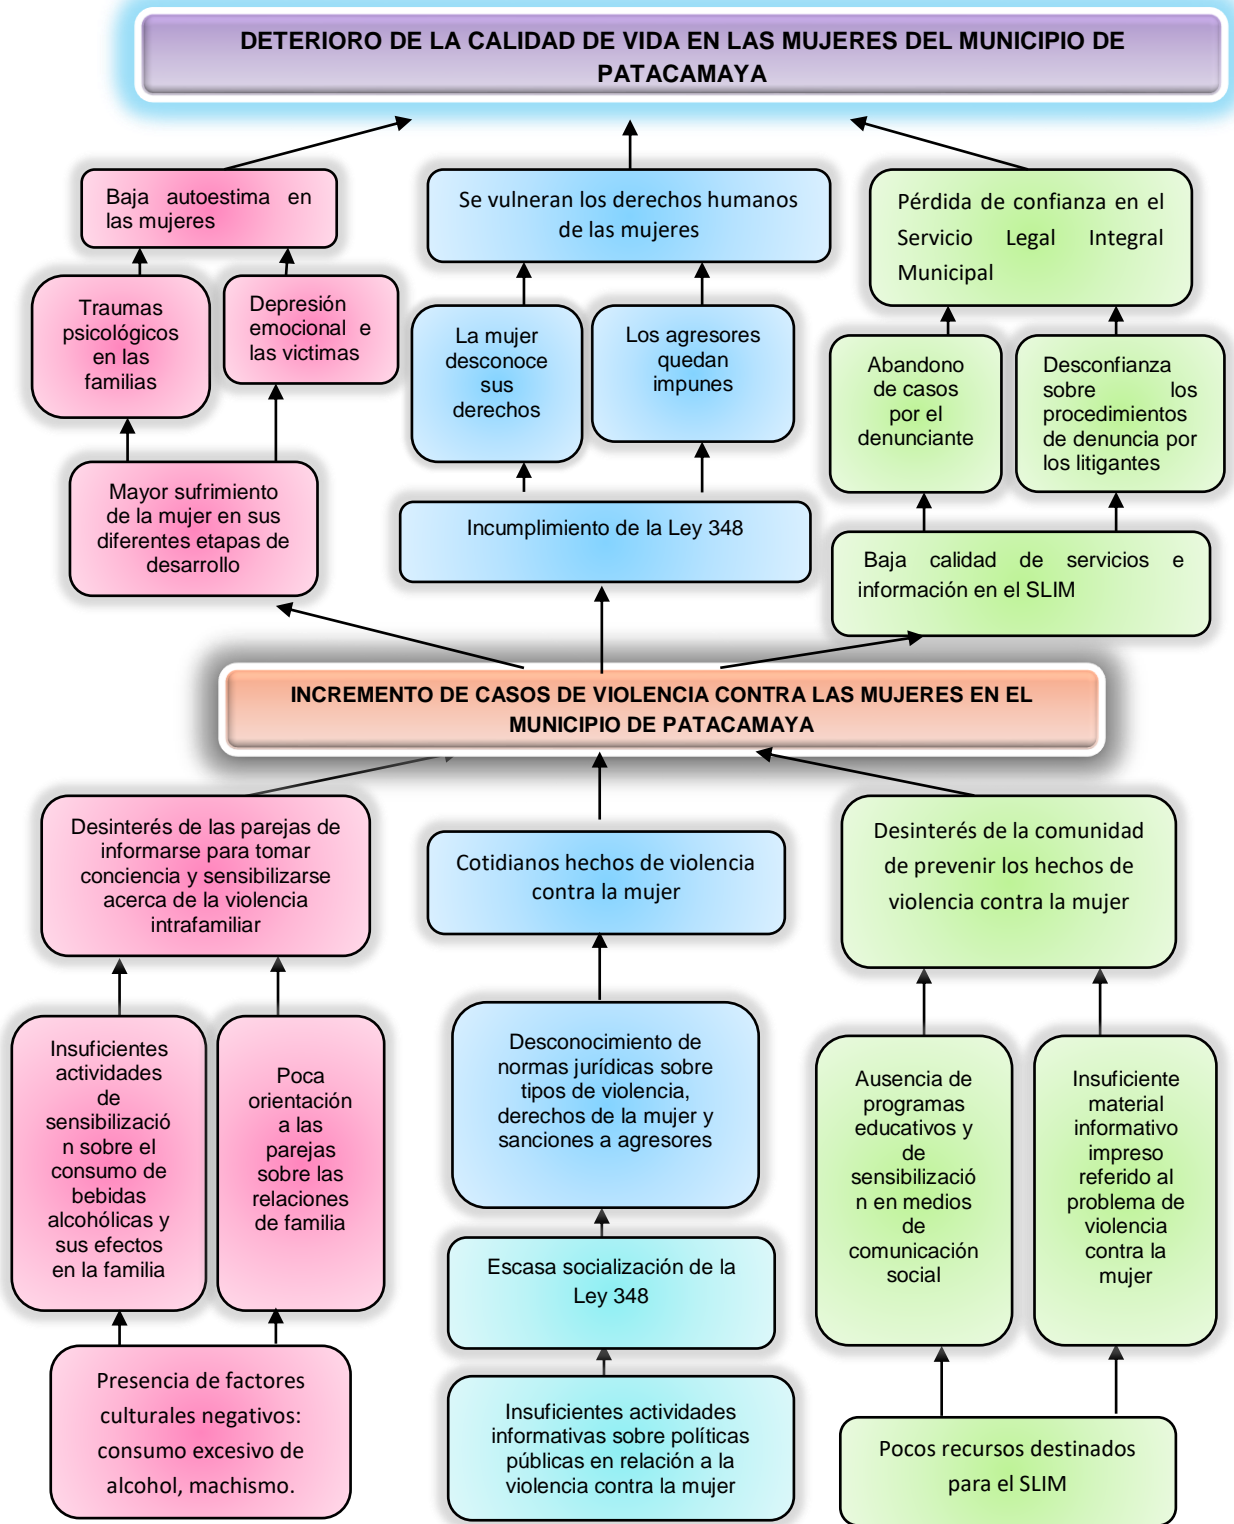 DETERIORO DE LA CALIDAD DE VIDA EN LAS MUJERES DEL MUNICIPIO DE
PATACAMAYA
Baja autoestima en
las mujeres
Se vulneran los derechos humanos
de las mujeres
Pérdida de confianza en el
Servicio Legal Integral
Municipal
Traumas
psicológicos
en las
familias
Depresión
emocional e
las victimas
La mujer
desconoce
sus
derechos
Los agresores
quedan
impunes
Abandono
de casos
por el
denunciante
Desconfianza
sobre los
procedimientos
de denuncia por
los litigantes
Mayor sufrimiento
de la mujer en sus
diferentes etapas de
desarrollo
Incumplimiento de la Ley 348
Baja calidad de servicios e
información en el SLIM
INCREMENTO DE CASOS DE VIOLENCIA CONTRA LAS MUJERES EN EL
MUNICIPIO DE PATACAMAYA
Desinterés de las parejas de
informarse para tomar
conciencia y sensibilizarse
acerca de la violencia
intrafamiliar
Cotidianos hechos de violencia
contra la mujer
Desinterés de la comunidad
de prevenir los hechos de
violencia contra la mujer
Insuficientes
actividades
de
sensibilizació
n sobre el
consumo de
bebidas
alcohólicas y
sus efectos
en la familia
Poca
orientación
a las
parejas
sobre las
relaciones
de familia
Desconocimiento de
normas jurídicas sobre
tipos de violencia,
derechos de la mujer y
sanciones a agresores
Ausencia de
programas
educativos y
de
sensibilizació
n en medios
de
comunicación
social
Insuficiente
material
informativo
impreso
referido al
problema de
violencia
contra la
mujer
Escasa socialización de la
Ley 348
Presencia de factores
culturales negativos:
consumo excesivo de
alcohol, machismo.
Insuficientes actividades
informativas sobre políticas
públicas en relación a la
violencia contra la mujer
Pocos recursos destinados
para el SLIM